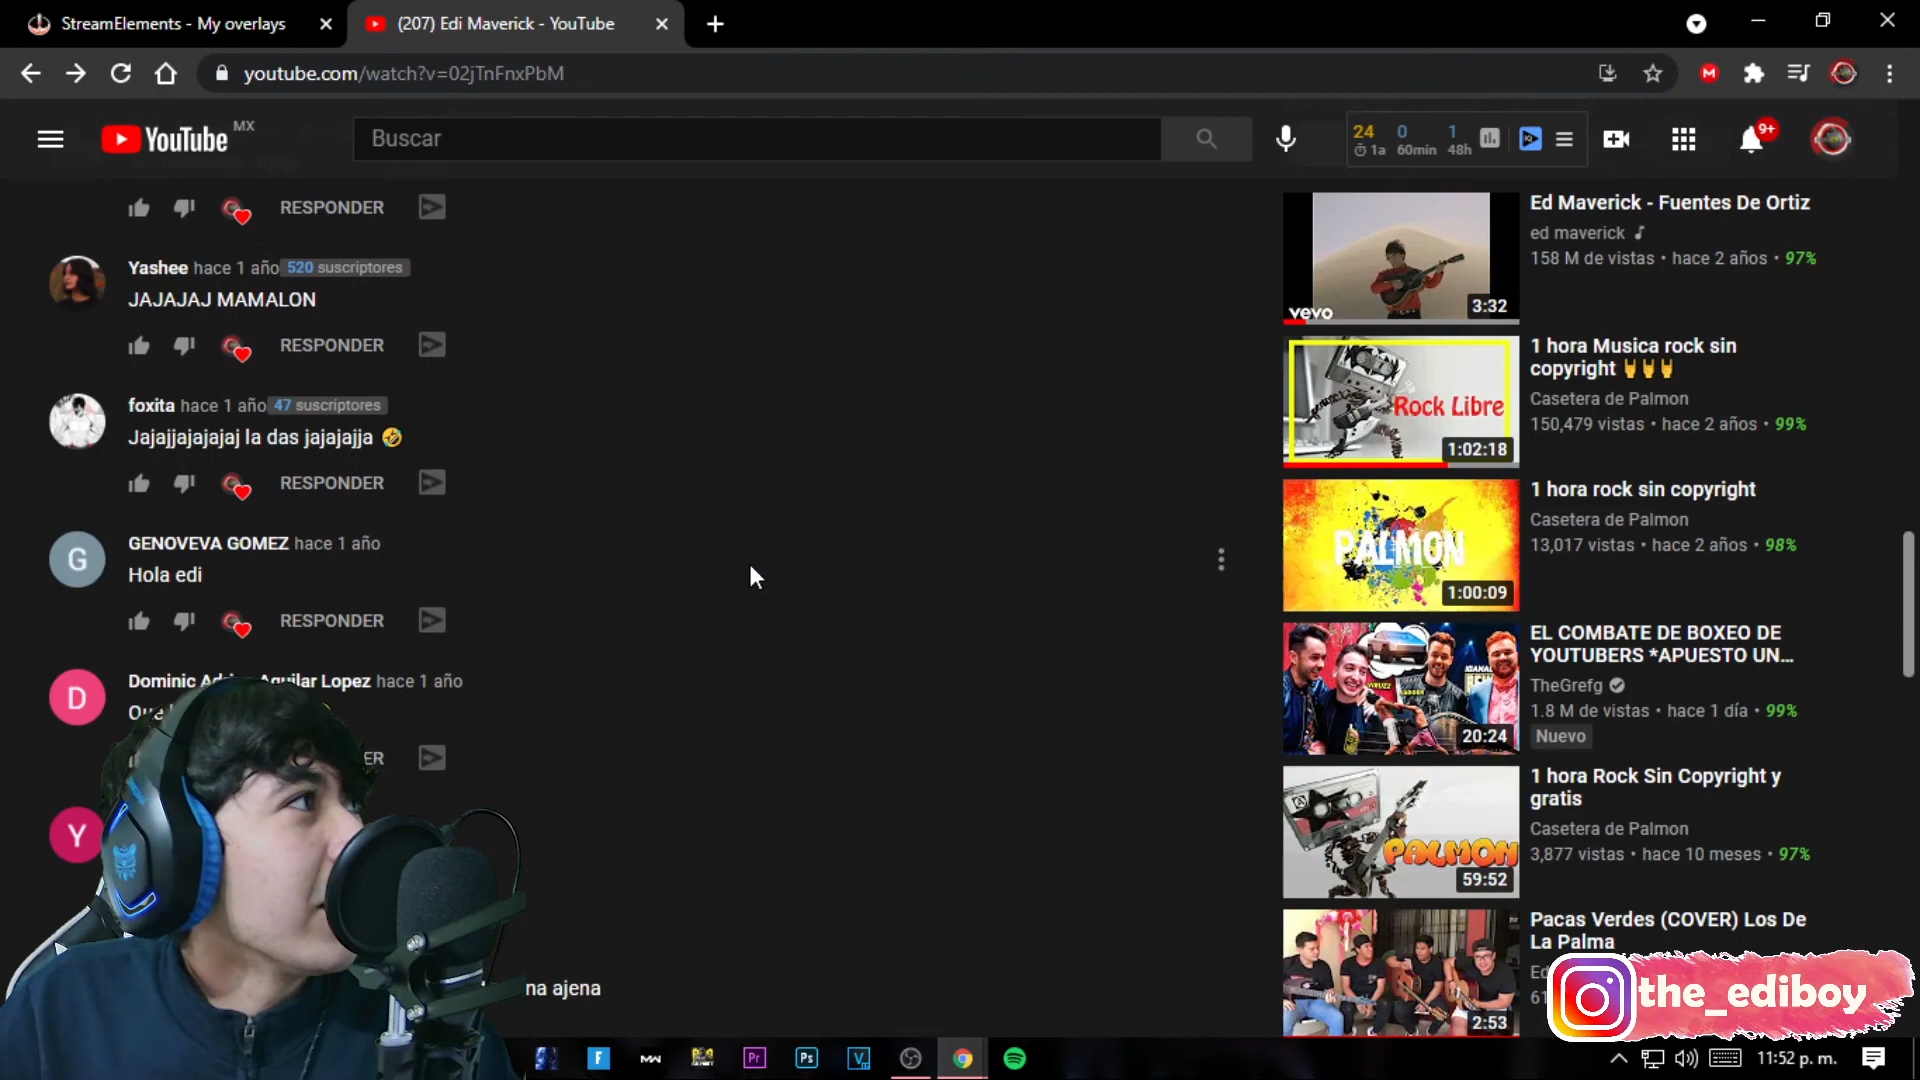 StreamElements - My overlays
(207) Edi Maverick - YouTube
youtube.com/watch?v=02jTnFnxPbM
YouTube MX
Buscar
24 0 1
1a 60min 48h
9+
RESPONDER
Yashee hace 1 año 520 suscriptores
JAJAJAJ MAMALON
RESPONDER
foxita hace 1 año 47 suscriptores
Jajajjajajajaj la das jajajajja 🤣
RESPONDER
G
GENOVEVA GOMEZ hace 1 año
Hola edi
RESPONDER
D
Dominic Aguilar Lopez hace 1 año
Y
na ajena
Ed Maverick - Fuentes De Ortiz
ed maverick
158 M de vistas • hace 2 años • 97%
vevo
3:32
1 hora Musica rock sin
copyright 🤘🤘🤘
Casetera de Palmon
150,479 vistas • hace 2 años • 99%
Rock Libre
1:02:18
1 hora rock sin copyright
Casetera de Palmon
13,017 vistas • hace 2 años • 98%
PALMON
1:00:09
EL COMBATE DE BOXEO DE
YOUTUBERS *APUESTO UN...
TheGrefg
1.8 M de vistas • hace 1 día • 99%
Nuevo
20:24
1 hora Rock Sin Copyright y
gratis
Casetera de Palmon
3,877 vistas • hace 10 meses • 97%
PALMON
59:52
Pacas Verdes (COVER) Los De
La Palma
2:53
the_ediboy
Pr
Ps
11:52 p. m.